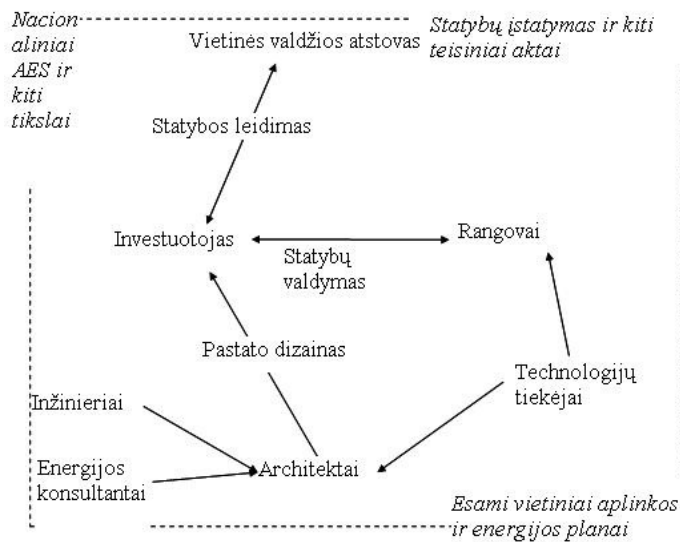 Nacion
aliniai
AES ir
kiti
tikslai
Vietinės valdžios atstovas
Statybų įstatymas ir kiti
teisiniai aktai
Statybos leidimas
Investuotojas
Rangovai
Statybų
valdymas
Pastato dizainas
Technologijų
tiekėjai
Inžinieriai
Energijos
konsultantai
Architektai
Esami vietiniai aplinkos
ir energijos planai